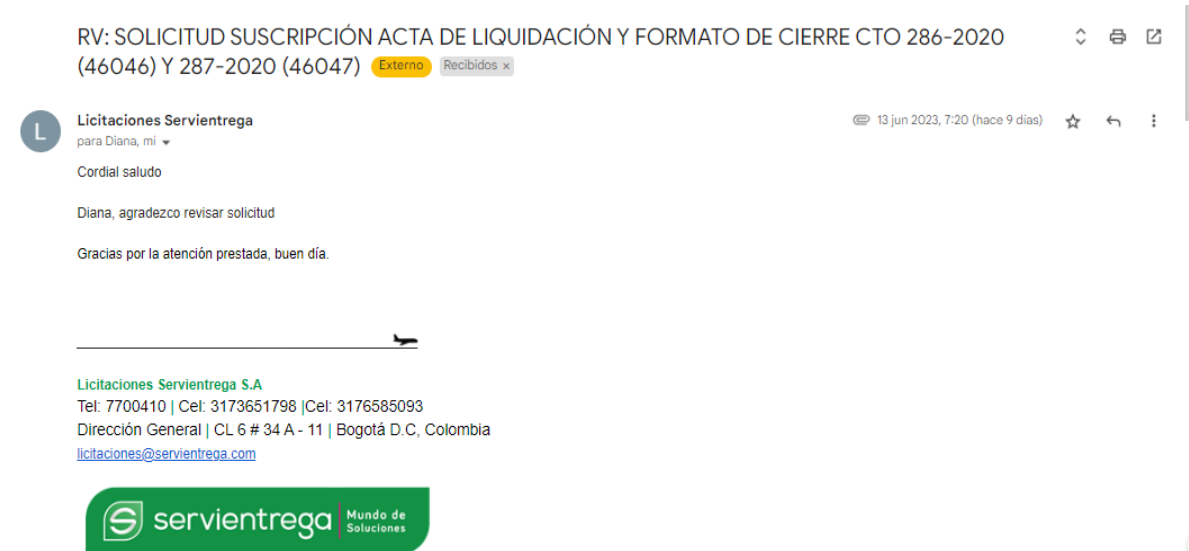 RV: SOLICITUD SUSCRIPCIÓN ACTA DE LIQUIDACIÓN Y FORMATO DE CIERRE CTO 286-2020
(46046) Y 287-2020 (46047) Externo Recibidos x
L
Licitaciones Servientrega
13 jun 2023, 7:20 (hace 9 días)
para Diana, mi
Cordial saludo
Diana, agradezco revisar solicitud
Gracias por la atención prestada, buen día.
Licitaciones Servientrega S.A
Tel: 7700410 | Cel: 3173651798 |Cel: 3176585093
Dirección General | CL 6 # 34 A - 11 | Bogotá D.C, Colombia
licitaciones@servientrega.com
servientrega Mundo de
Soluciones